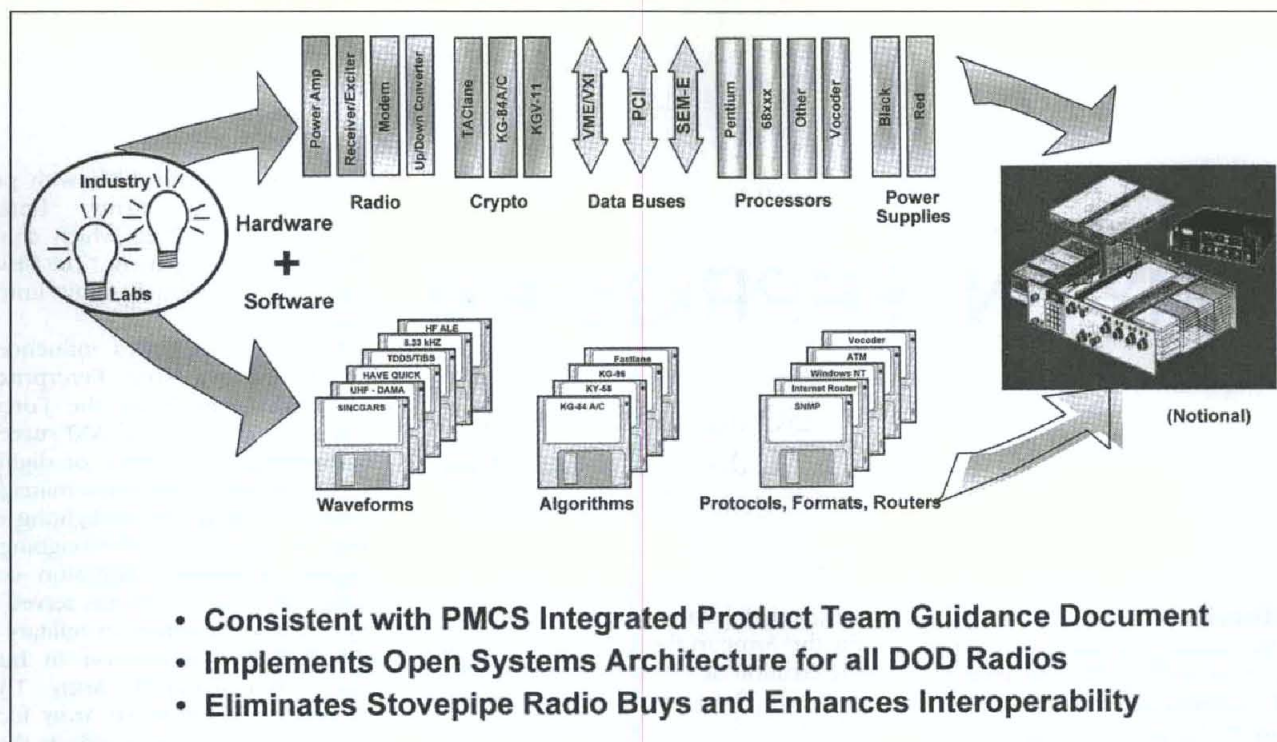 Industry
Labs
Hardware
+
Software
Power Amp
Receiver/Exciter
Modem
Up/Down Converter
Radio
TAClane
KG-84A/C
KGV-11
Crypto
VME/VXI
PCI
SEM-E
Data Buses
Pentium
68xxx
Other
Vocoder
Processors
Black
Red
Power
Supplies
HF ALE
8.33 kHZ
TDDS/TIBS
HAVE QUICK
UHF - DAMA
SINCGARS
Waveforms
Fastlane
KG-96
KY-58
KG-84 A/C
Algorithms
Vocoder
ATM
Windows NT
Internet Router
SNMP
Protocols, Formats, Routers
(Notional)
• Consistent with PMCS Integrated Product Team Guidance Document
• Implements Open Systems Architecture for all DOD Radios
• Eliminates Stovepipe Radio Buys and Enhances Interoperability